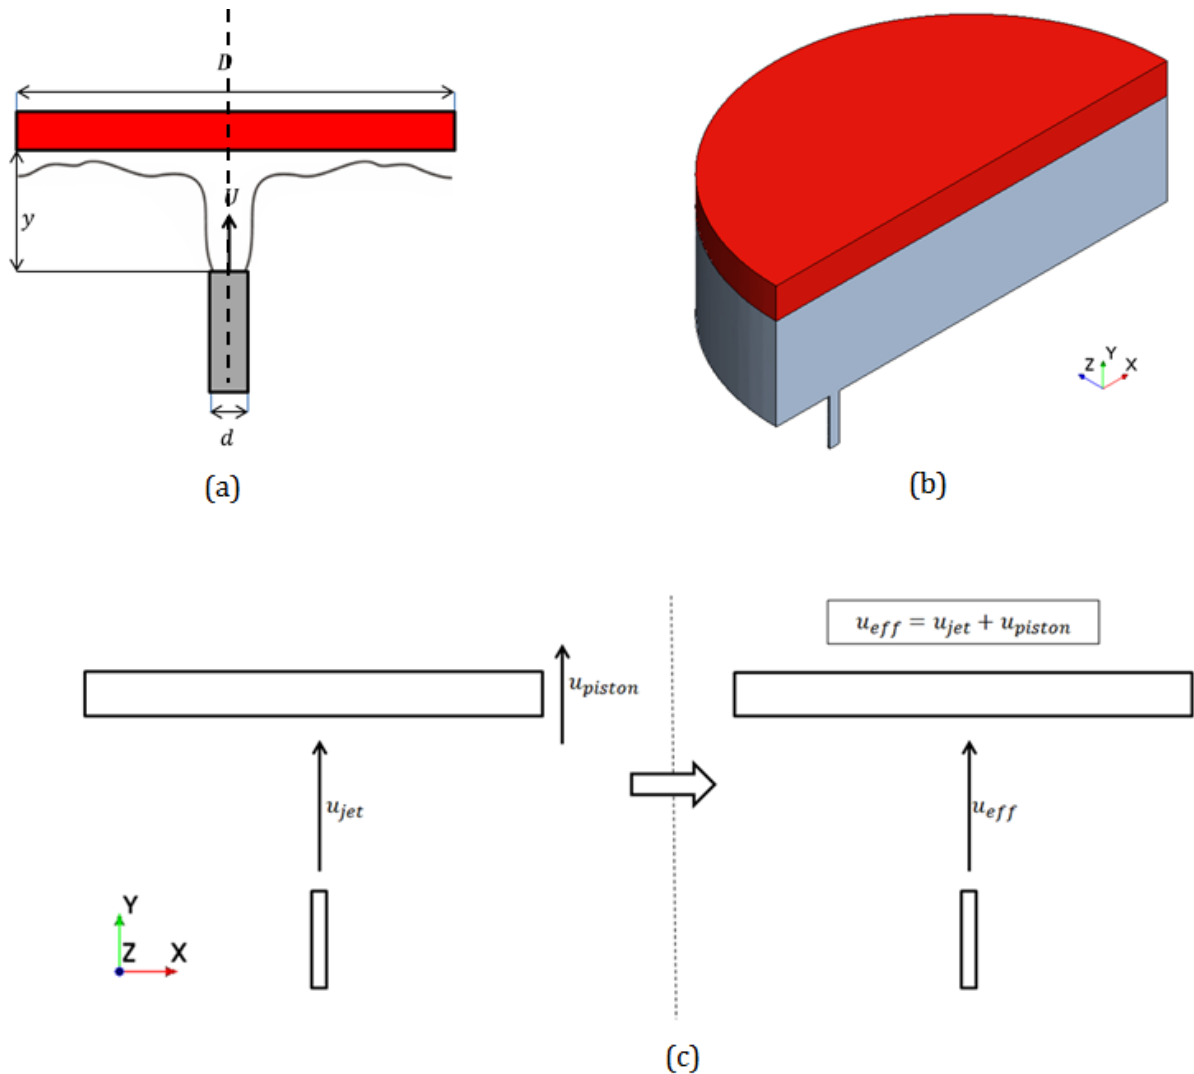 D
U
y
d
(a)
Z Y X
(b)
u_eff = u_jet + u_piston
u_piston
u_jet
u_eff
Y
Z X
(c)